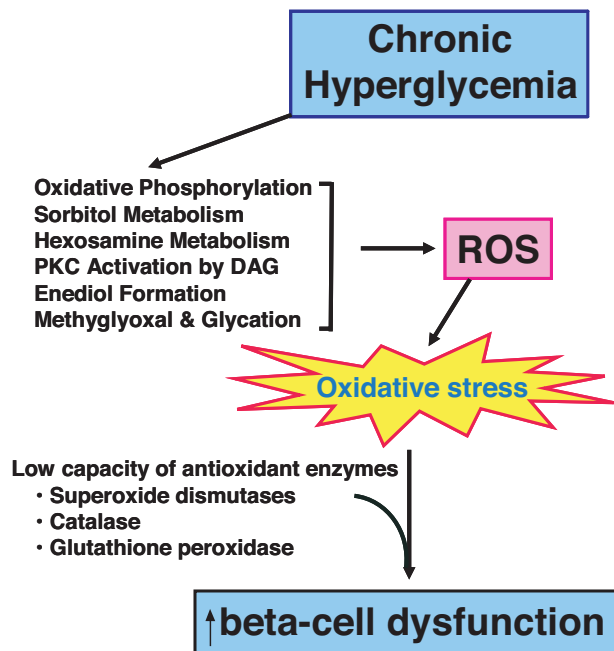 Chronic
Hyperglycemia
Oxidative Phosphorylation
Sorbitol Metabolism
Hexosamine Metabolism
PKC Activation by DAG
Enediol Formation
Methyglyoxal & Glycation
ROS
Oxidative stress
Low capacity of antioxidant enzymes
・Superoxide dismutases
・Catalase
・Glutathione peroxidase
↑beta-cell dysfunction